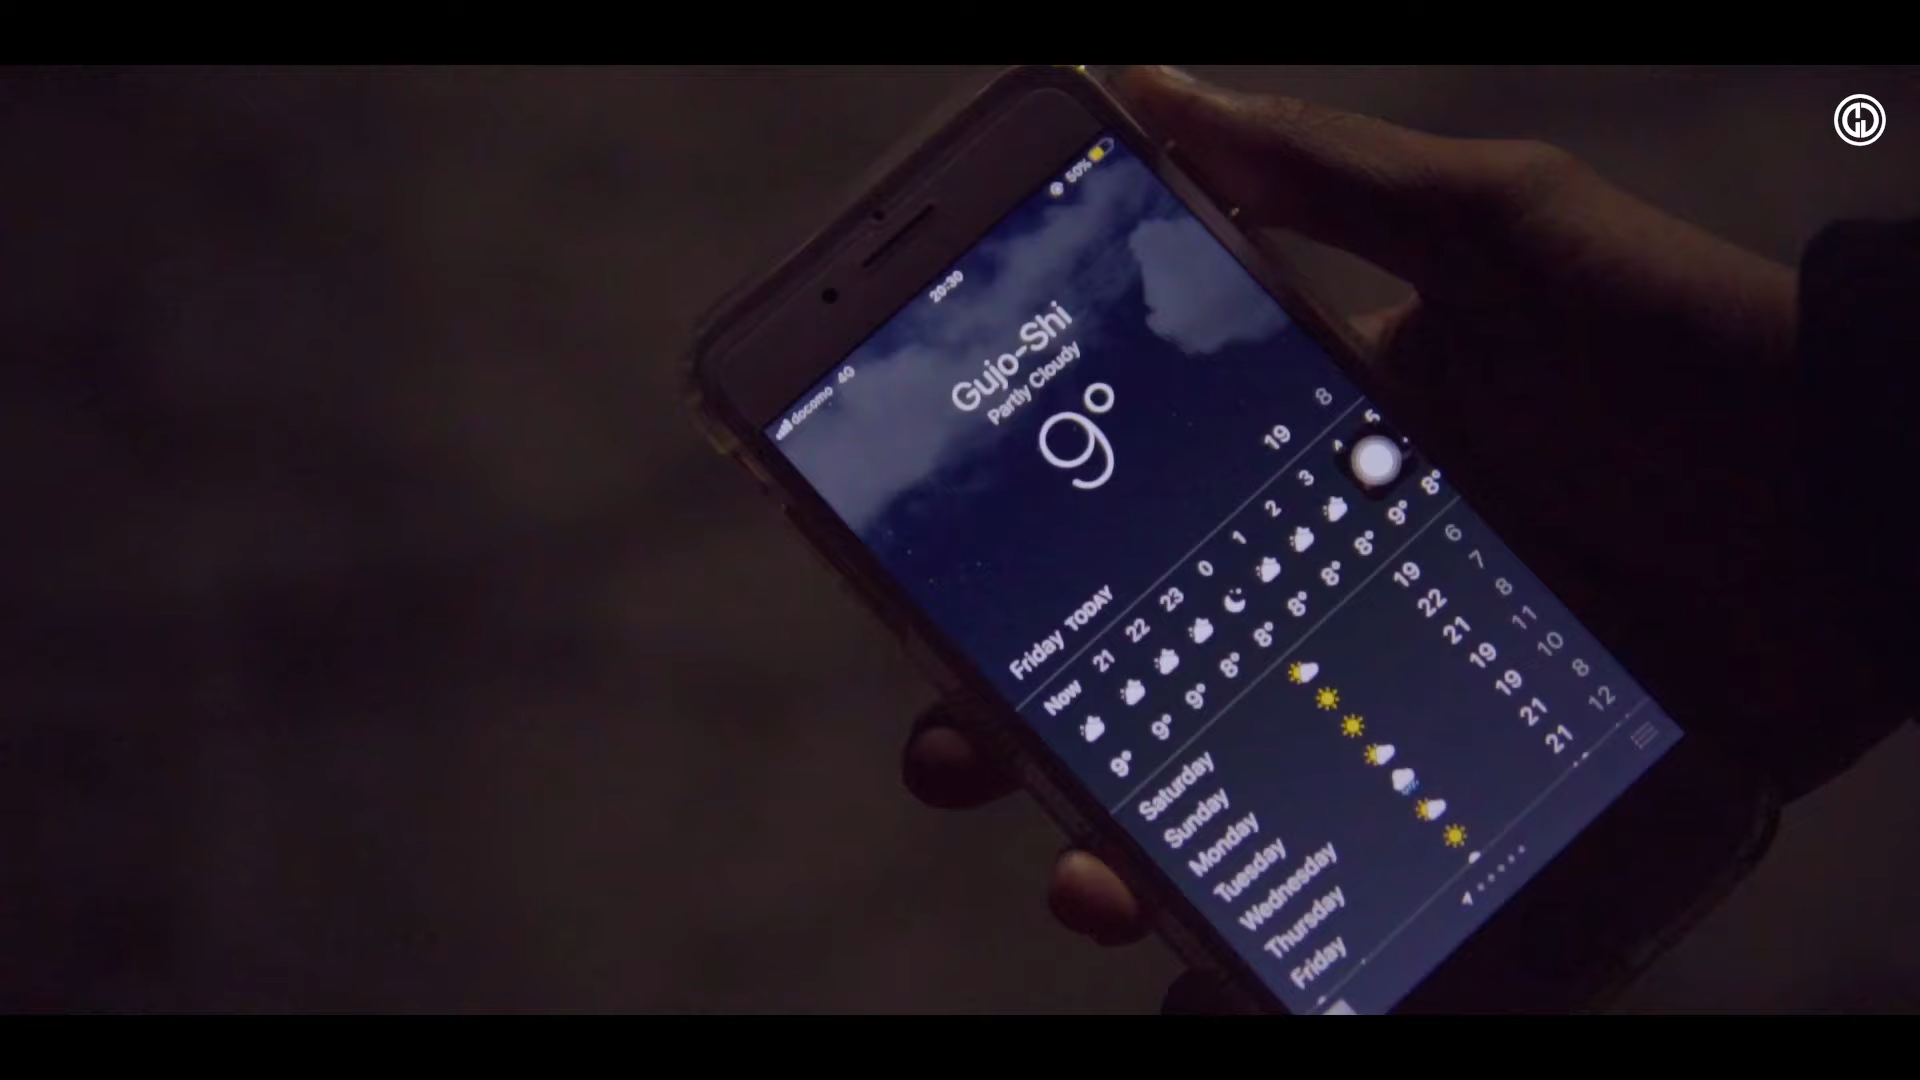 docomo 4G 20:30 50%
Gujo-Shi
Partly Cloudy
9°
Friday TODAY 19 8
Now 21 22 23 0 1 2 3 4 5
9° 9° 9° 8° 8° 8° 8° 8° 9° 8°
Saturday 19 6
Sunday 22 7
Monday 21 8
Tuesday 19 11
Wednesday 19 10
Thursday 21 8
Friday 21 12